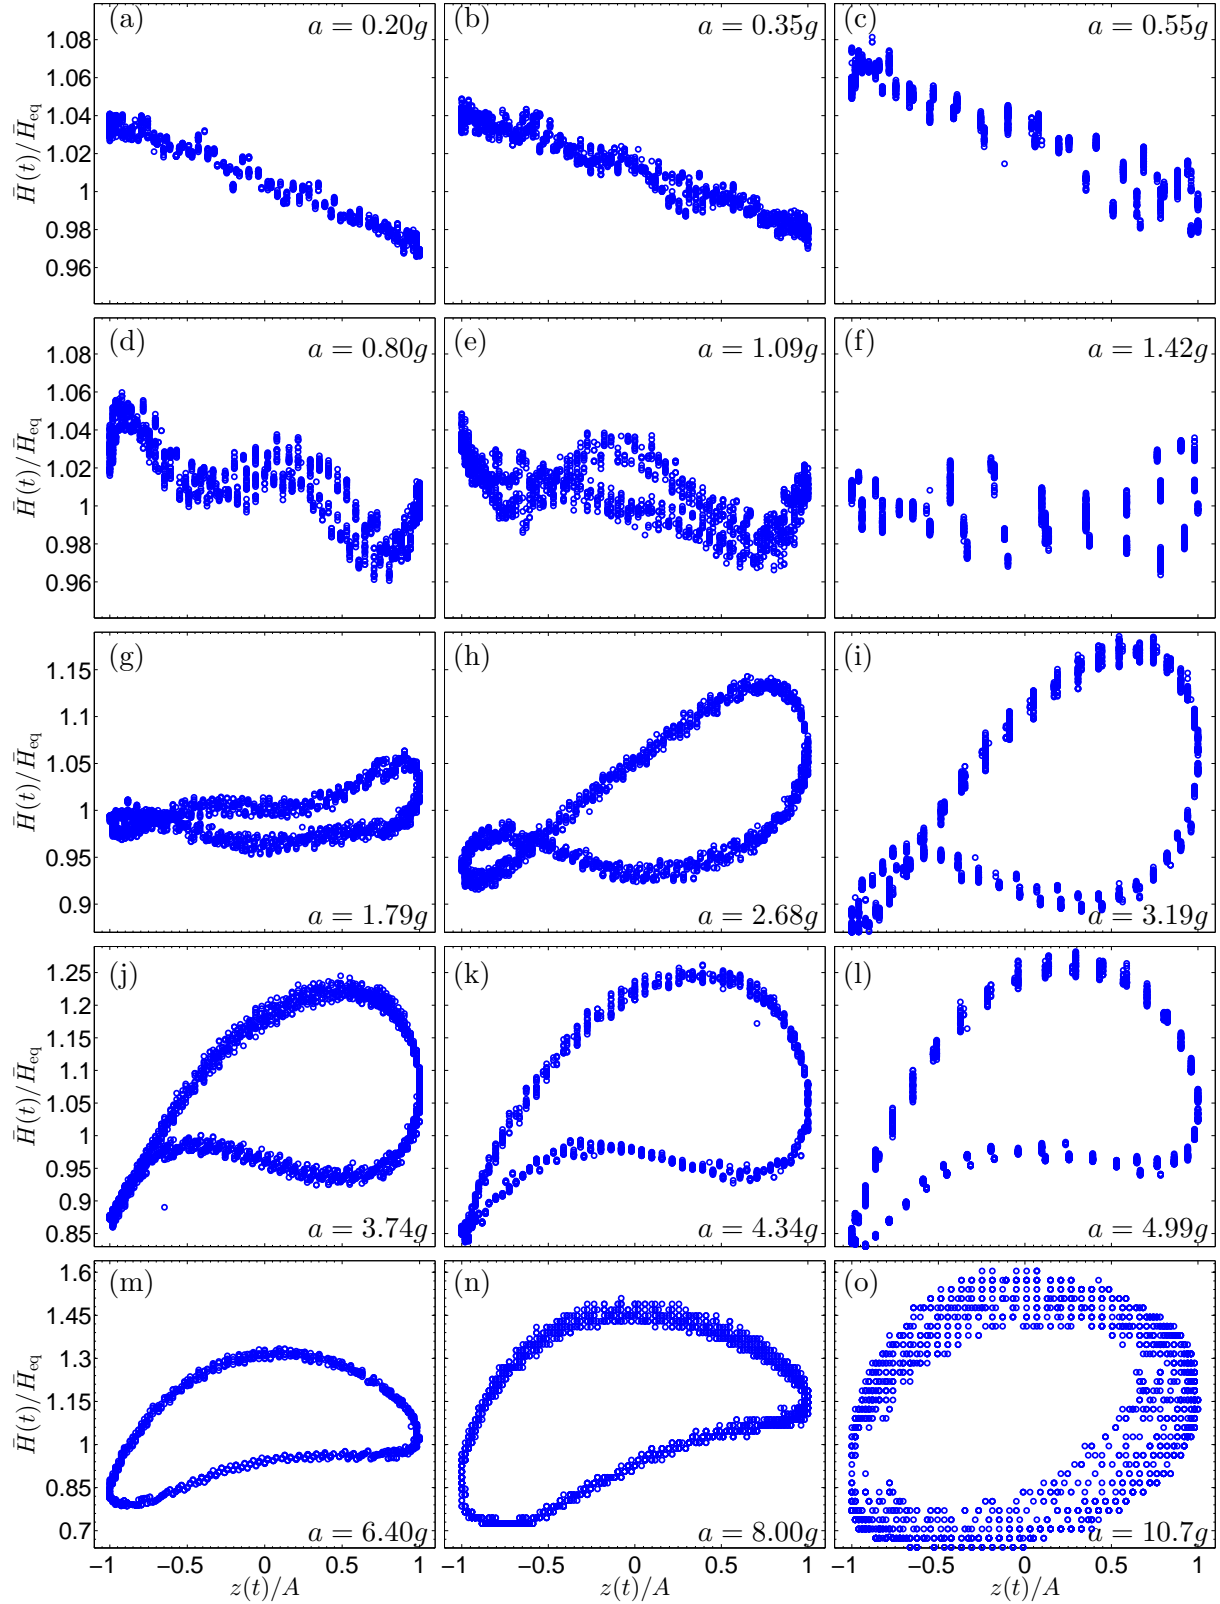 (a) a = 0.20g
(b) a = 0.35g
(c) a = 0.55g
H̄(t)/H̄eq
1.08
1.06
1.04
1.02
1
0.98
0.96
(d) a = 0.80g
(e) a = 1.09g
(f) a = 1.42g
H̄(t)/H̄eq
1.08
1.06
1.04
1.02
1
0.98
0.96
(g) a = 1.79g
(h) a = 2.68g
(i) a = 3.19g
H̄(t)/H̄eq
1.15
1.1
1.05
1
0.95
0.9
(j) a = 3.74g
(k) a = 4.34g
(l) a = 4.99g
H̄(t)/H̄eq
1.25
1.2
1.15
1.1
1.05
1
0.95
0.9
0.85
(m) a = 6.40g
(n) a = 8.00g
(o) a = 10.7g
H̄(t)/H̄eq
1.6
1.45
1.3
1.15
1
0.85
0.7
−1 −0.5 0 0.5 1
−1 −0.5 0 0.5 1
−1 −0.5 0 0.5 1
z(t)/A
z(t)/A
z(t)/A